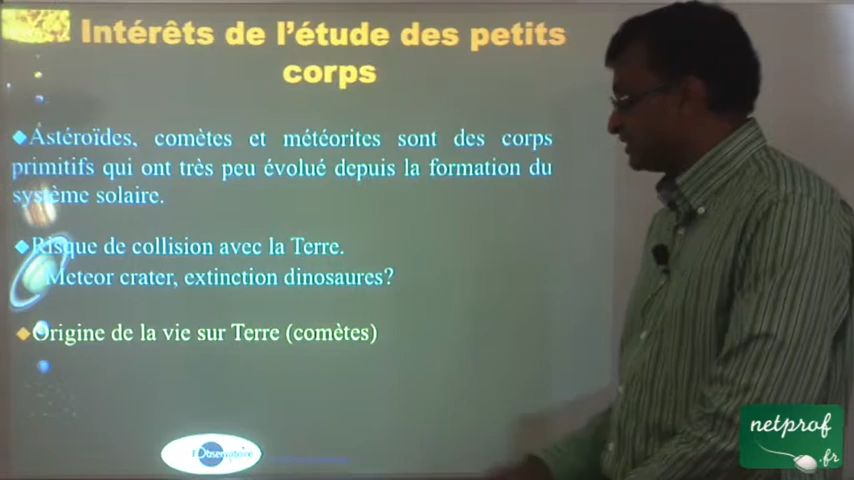 Intérêts de l'étude des petits
corps
Astéroïdes, comètes et météorites sont des corps
primitifs qui ont très peu évolué depuis la formation du
système solaire.
Risque de collision avec la Terre.
Meteor crater, extinction dinosaures?
Origine de la vie sur Terre (comètes)
l'Observatoire
netprof
.fr